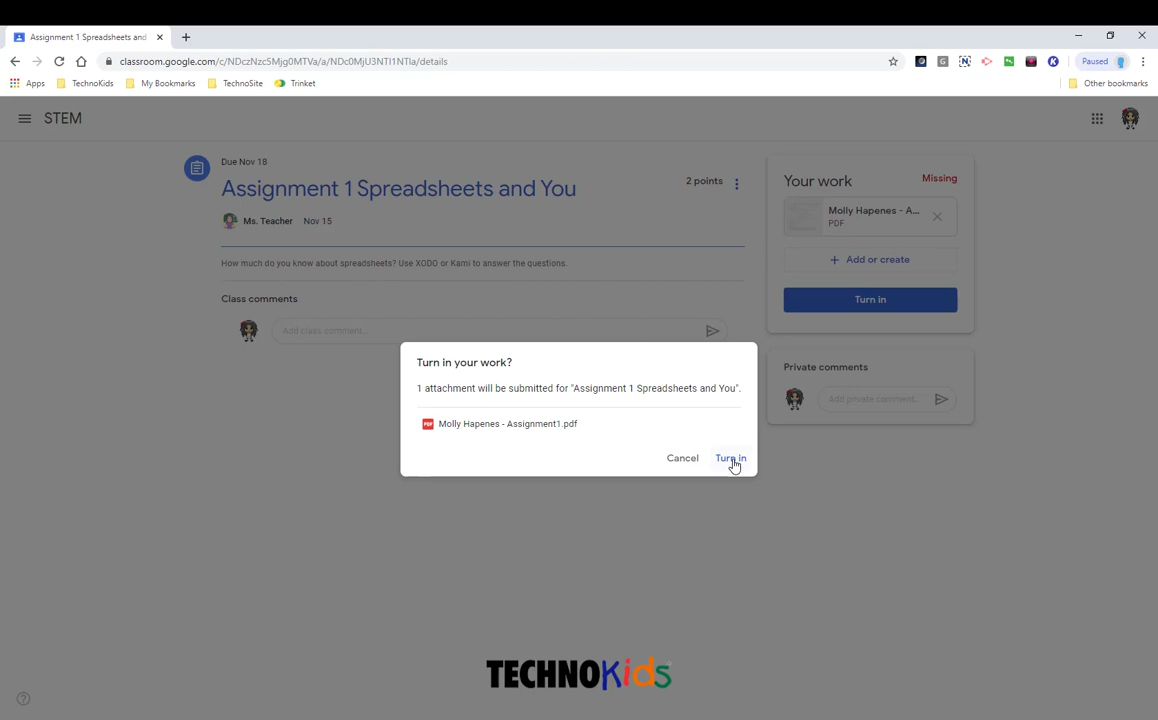 Assignment 1 Spreadsheets and
classroom.google.com/c/NDczNzc5Mjg0MTVa/a/NDc0MjU3NTI1NTIa/details
Paused
Apps
TechnoKids
My Bookmarks
TechnoSite
Trinket
Other bookmarks
STEM
Due Nov 18
Assignment 1 Spreadsheets and You
2 points
Ms. Teacher Nov 15
How much do you know about spreadsheets? Use XODO or Kami to answer the questions.
Class comments
Add class comment...
Your work
Missing
Molly Hapenes - A...
PDF
+ Add or create
Turn in
Private comments
Add private comment...
Turn in your work?
1 attachment will be submitted for "Assignment 1 Spreadsheets and You".
PDF Molly Hapenes - Assignment1.pdf
Cancel
Turn in
TECHNOKids